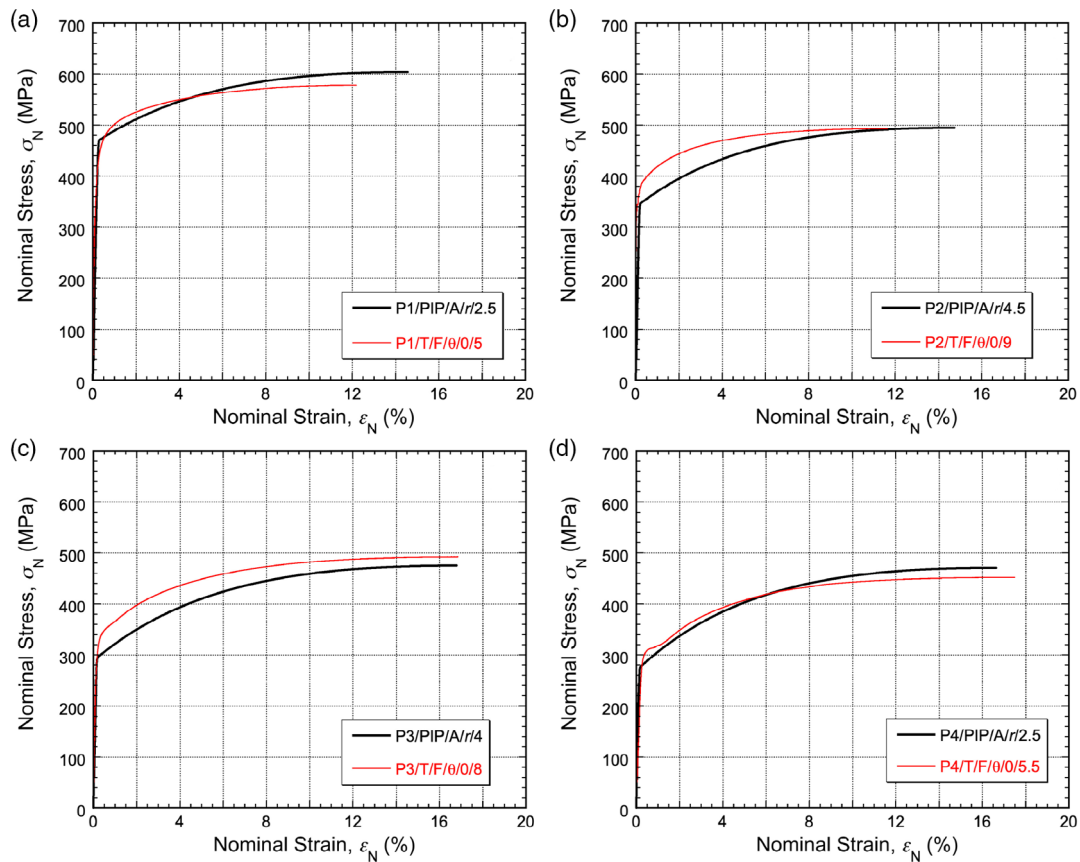 (a)
700
600
500
400
300
200
100
0
Nominal Stress, σN (MPa)
P1/PIP/A/r/2.5
P1/T/F/θ/0/5
0 4 8 12 16 20
Nominal Strain, εN (%)
(b)
700
600
500
400
300
200
100
0
Nominal Stress, σN (MPa)
P2/PIP/A/r/4.5
P2/T/F/θ/0/9
0 4 8 12 16 20
Nominal Strain, εN (%)
(c)
700
600
500
400
300
200
100
0
Nominal Stress, σN (MPa)
P3/PIP/A/r/4
P3/T/F/θ/0/8
0 4 8 12 16 20
Nominal Strain, εN (%)
(d)
700
600
500
400
300
200
100
0
Nominal Stress, σN (MPa)
P4/PIP/A/r/2.5
P4/T/F/θ/0/5.5
0 4 8 12 16 20
Nominal Strain, εN (%)